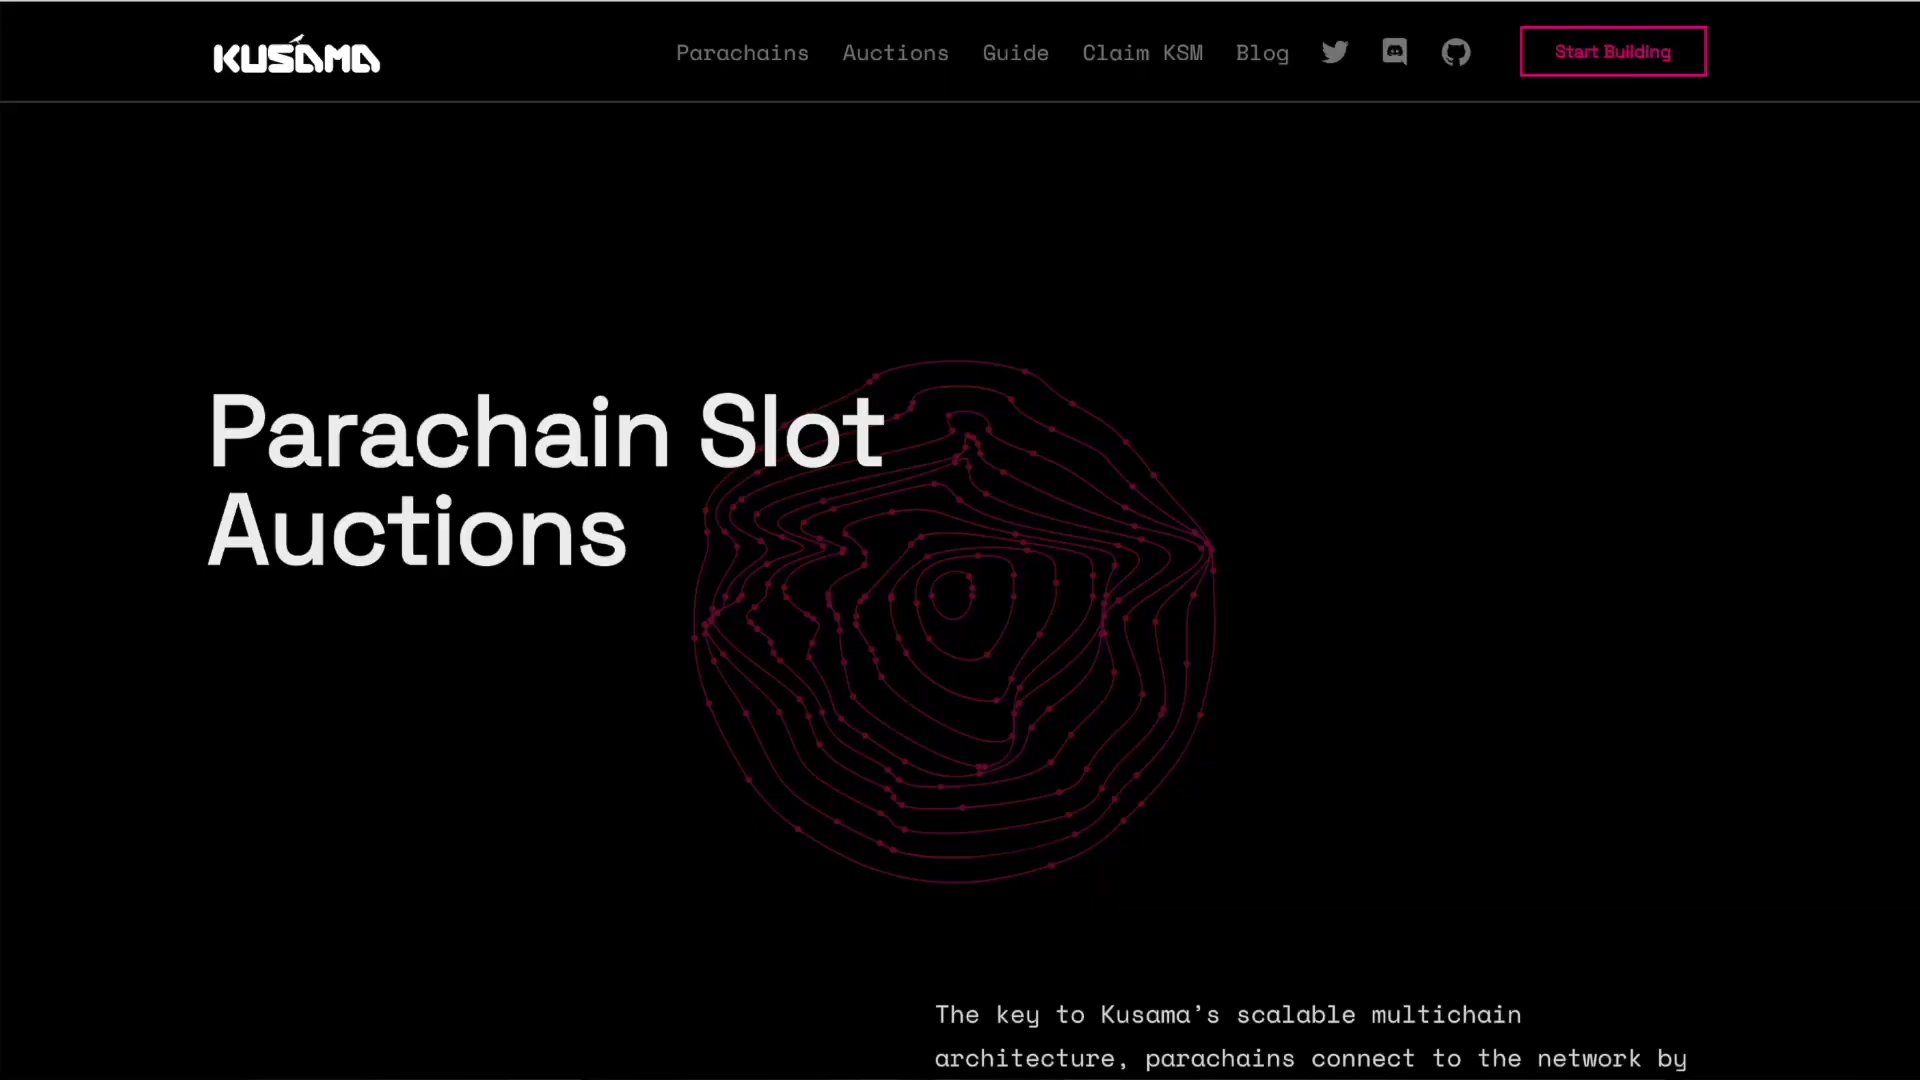 KUSAMA
Parachains Auctions Guide Claim KSM Blog
Start Building
Parachain Slot
Auctions
The key to Kusama’s scalable multichain
architecture, parachains connect to the network by